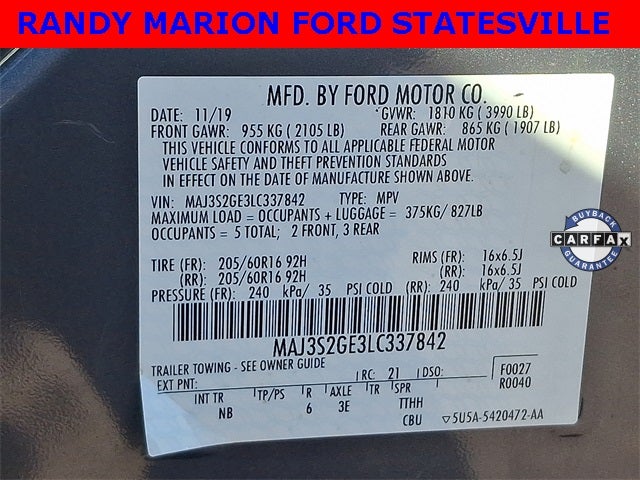 RANDY MARION FORD STATESVILLE
MFD. BY FORD MOTOR CO.
DATE: 11/19 GVWR: 1810 KG ( 3990 LB)
FRONT GAWR: 955 KG ( 2105 LB) REAR GAWR: 865 KG ( 1907 LB)
THIS VEHICLE CONFORMS TO ALL APPLICABLE FEDERAL MOTOR
VEHICLE SAFETY AND THEFT PREVENTION STANDARDS
IN EFFECT ON THE DATE OF MANUFACTURE SHOWN ABOVE.
VIN: MAJ3S2GE3LC337842 TYPE: MPV
MAXIMUM LOAD = OCCUPANTS + LUGGAGE = 375KG/ 827LB
OCCUPANTS = 5 TOTAL; 2 FRONT, 3 REAR
TIRE (FR): 205/60R16 92H RIMS (FR): 16x6.5J
(RR): 205/60R16 92H (RR): 16x6.5J
PRESSURE (FR): 240 kPa/ 35 PSI COLD (RR): 240 kPa/ 35 PSI COLD
MAJ3S2GE3LC337842
TRAILER TOWING - SEE OWNER GUIDE
EXT PNT: RC: 21 DSO: F0027
R0040
INT TR TP/PS R AXLE TR SPR
NB 6 3E TTHH
CBU ▽5U5A-5420472-AA
BUYBACK
CARFAX
GUARANTEE